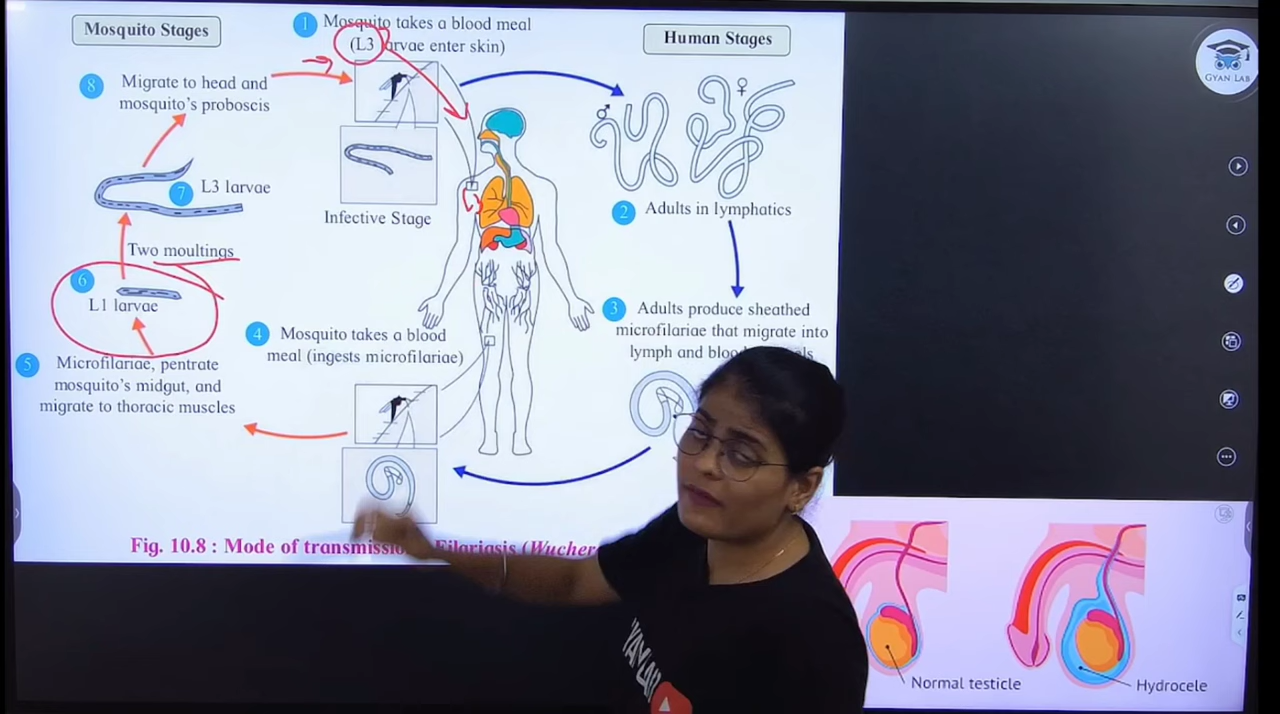 Mosquito Stages
1 Mosquito takes a blood meal
(L3 larvae enter skin)
Human Stages
GYAN LAB
8 Migrate to head and
mosquito's proboscis
♂
♀
7 L3 larvae
L3
Infective Stage
2 Adults in lymphatics
Two moultings
6
L1 larvae
3 Adults produce sheathed
microfilariae that migrate into
lymph and blood
4 Mosquito takes a blood
meal (ingests microfilariae)
5 Microfilariae, pentrate
mosquito's midgut, and
migrate to thoracic muscles
Fig. 10.8 : Mode of Filariasis (Wucher
Normal testicle
Hydrocele